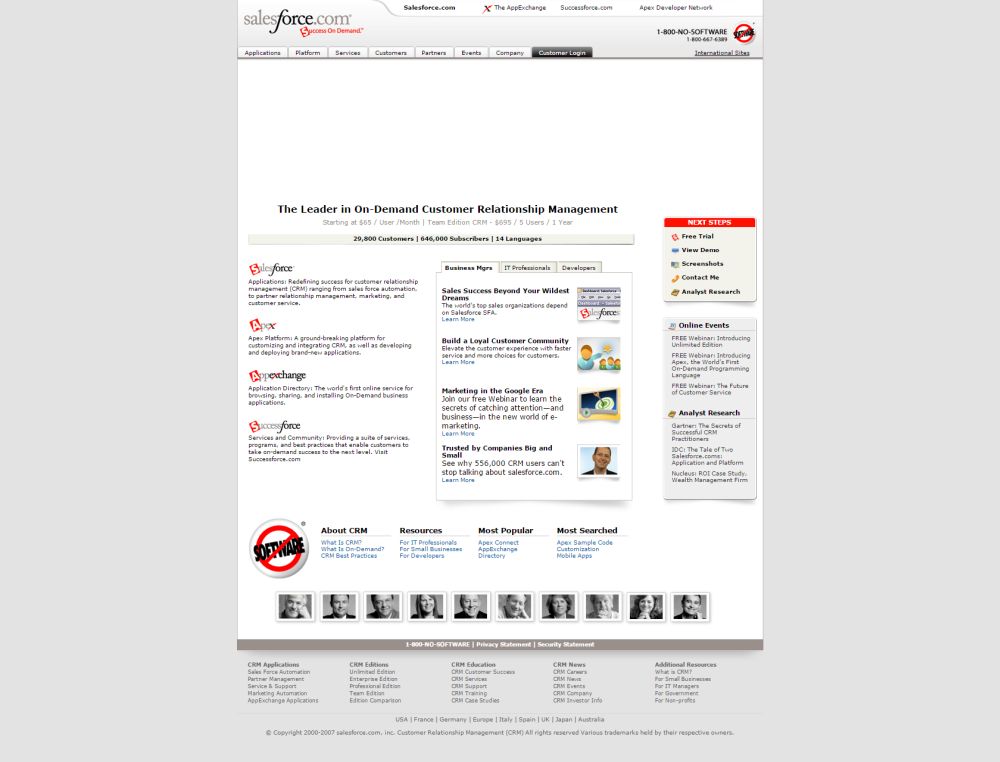 salesforce.com
Success On Demand.™
Salesforce.com
The AppExchange
Successforce.com
Apex Developer Network
1-800-NO-SOFTWARE
1-800-667-6389
SOFTWARE
Applications
Platform
Services
Customers
Partners
Events
Company
Customer Login
International Sites
The Leader in On-Demand Customer Relationship Management
Starting at $65 / User /Month | Team Edition CRM - $695 / 5 Users / 1 Year
29,800 Customers | 646,000 Subscribers | 14 Languages
Salesforce
Applications: Redefining success for customer relationship
management (CRM) ranging from sales force automation,
to partner relationship management, marketing, and
customer service.
Apex
Apex Platform: A ground-breaking platform for
customizing and integrating CRM, as well as developing
and deploying brand-new applications.
Appexchange
Application Directory: The world's first online service for
browsing, sharing, and installing On-Demand business
applications.
Successforce
Services and Community: Providing a suite of services,
programs, and best practices that enable customers to
take on-demand success to the next level. Visit
Successforce.com
Business Mgrs
IT Professionals
Developers
Sales Success Beyond Your Wildest
Dreams
The world's top sales organizations depend
on Salesforce SFA.
Learn More
Build a Loyal Customer Community
Elevate the customer experience with faster
service and more choices for customers.
Learn More
Marketing in the Google Era
Join our free Webinar to learn the
secrets of catching attention—and
business—in the new world of e-
marketing.
Learn More
Trusted by Companies Big and
Small
See why 556,000 CRM users can't
stop talking about salesforce.com.
Learn More
NEXT STEPS
Free Trial
View Demo
Screenshots
Contact Me
Analyst Research
Online Events
FREE Webinar: Introducing
Unlimited Edition
FREE Webinar: Introducing
Apex, the World's First
On-Demand Programming
Language
FREE Webinar: The Future
of Customer Service
Analyst Research
Gartner: The Secrets of
Successful CRM
Practitioners
IDC: The Tale of Two
Salesforce.coms:
Application and Platform
Nucleus: ROI Case Study,
Wealth Management Firm
SOFTWARE ®
About CRM
What Is CRM?
What Is On-Demand?
CRM Best Practices
Resources
For IT Professionals
For Small Businesses
For Developers
Most Popular
Apex Connect
AppExchange
Directory
Most Searched
Apex Sample Code
Customization
Mobile Apps
1-800-NO-SOFTWARE | Privacy Statement | Security Statement
CRM Applications
Sales Force Automation
Partner Management
Service & Support
Marketing Automation
AppExchange Applications
CRM Editions
Unlimited Edition
Enterprise Edition
Professional Edition
Team Edition
Edition Comparison
CRM Education
CRM Customer Success
CRM Services
CRM Support
CRM Training
CRM Case Studies
CRM News
CRM Careers
CRM News
CRM Events
CRM Company
CRM Investor Info
Additional Resources
What is CRM?
For Small Businesses
For IT Managers
For Government
For Non-profits
USA | France | Germany | Europe | Italy | Spain | UK | Japan | Australia
© Copyright 2000-2007 salesforce.com, inc. Customer Relationship Management (CRM) All rights reserved Various trademarks held by their respective owners.